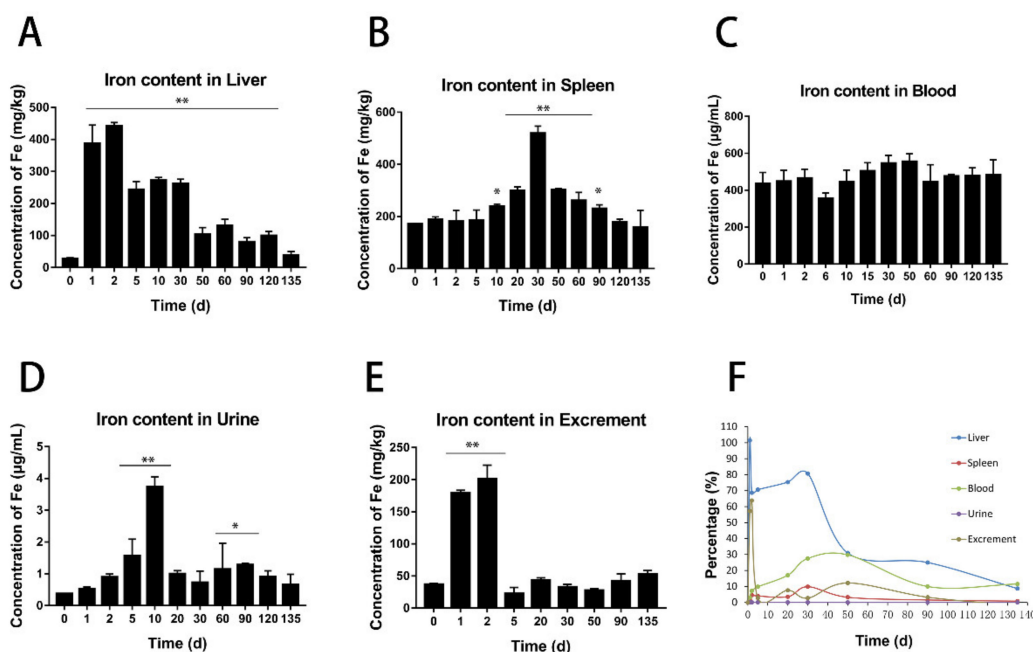 A
Iron content in Liver
**
Concentration of Fe (mg/kg)
500
400
300
200
100
0
0 1 2 5 10 30 50 60 90 120 135
Time (d)
B
Iron content in Spleen
**
*
*
Concentration of Fe (mg/kg)
600
400
200
0
0 1 2 5 10 20 30 50 60 90 120 135
Time (d)
C
Iron content in Blood
Concentration of Fe (μg/mL)
800
600
400
200
0
0 1 2 6 10 15 30 50 60 90 120 135
Time (d)
D
Iron content in Urine
**
*
Concentration of Fe (μg/mL)
5
4
3
2
1
0
0 1 2 5 10 20 30 60 90 120 135
Time (d)
E
Iron content in Excrement
**
Concentration of Fe (mg/kg)
250
200
150
100
50
0
0 1 2 5 20 30 50 90 135
Time (d)
F
Percentage (%)
110
100
90
80
70
60
50
40
30
20
10
0
0 10 20 30 40 50 60 70 80 90 100 110 120 130 140
Time (d)
Liver
Spleen
Blood
Urine
Excrement